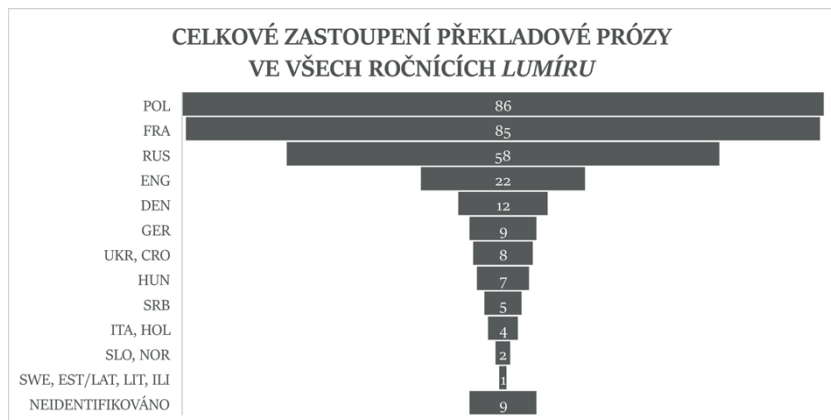 CELKOVÉ ZASTOUPENÍ PŘEKLADOVÉ PRÓZY
VE VŠECH ROČNÍCÍCH LUMÍRU
POL 86
FRA 85
RUS 58
ENG 22
DEN 12
GER 9
UKR, CRO 8
HUN 7
SRB 5
ITA, HOL 4
SLO, NOR 2
SWE, EST/LAT, LIT, ILI 1
NEIDENTIFIKOVÁNO 9